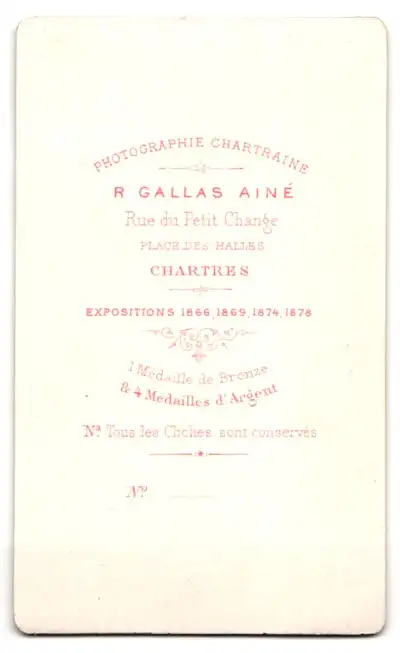 PHOTOGRAPHIE CHARTRAINE
R GALLAS AINÉ
Rue du Petit Change
PLACE DES HALLES
CHARTRES
EXPOSITIONS 1866, 1869, 1874, 1878
1 Médaille de Bronze
& 4 Médailles d'Argent
Nª Tous les Clichés sont conservés
Nº